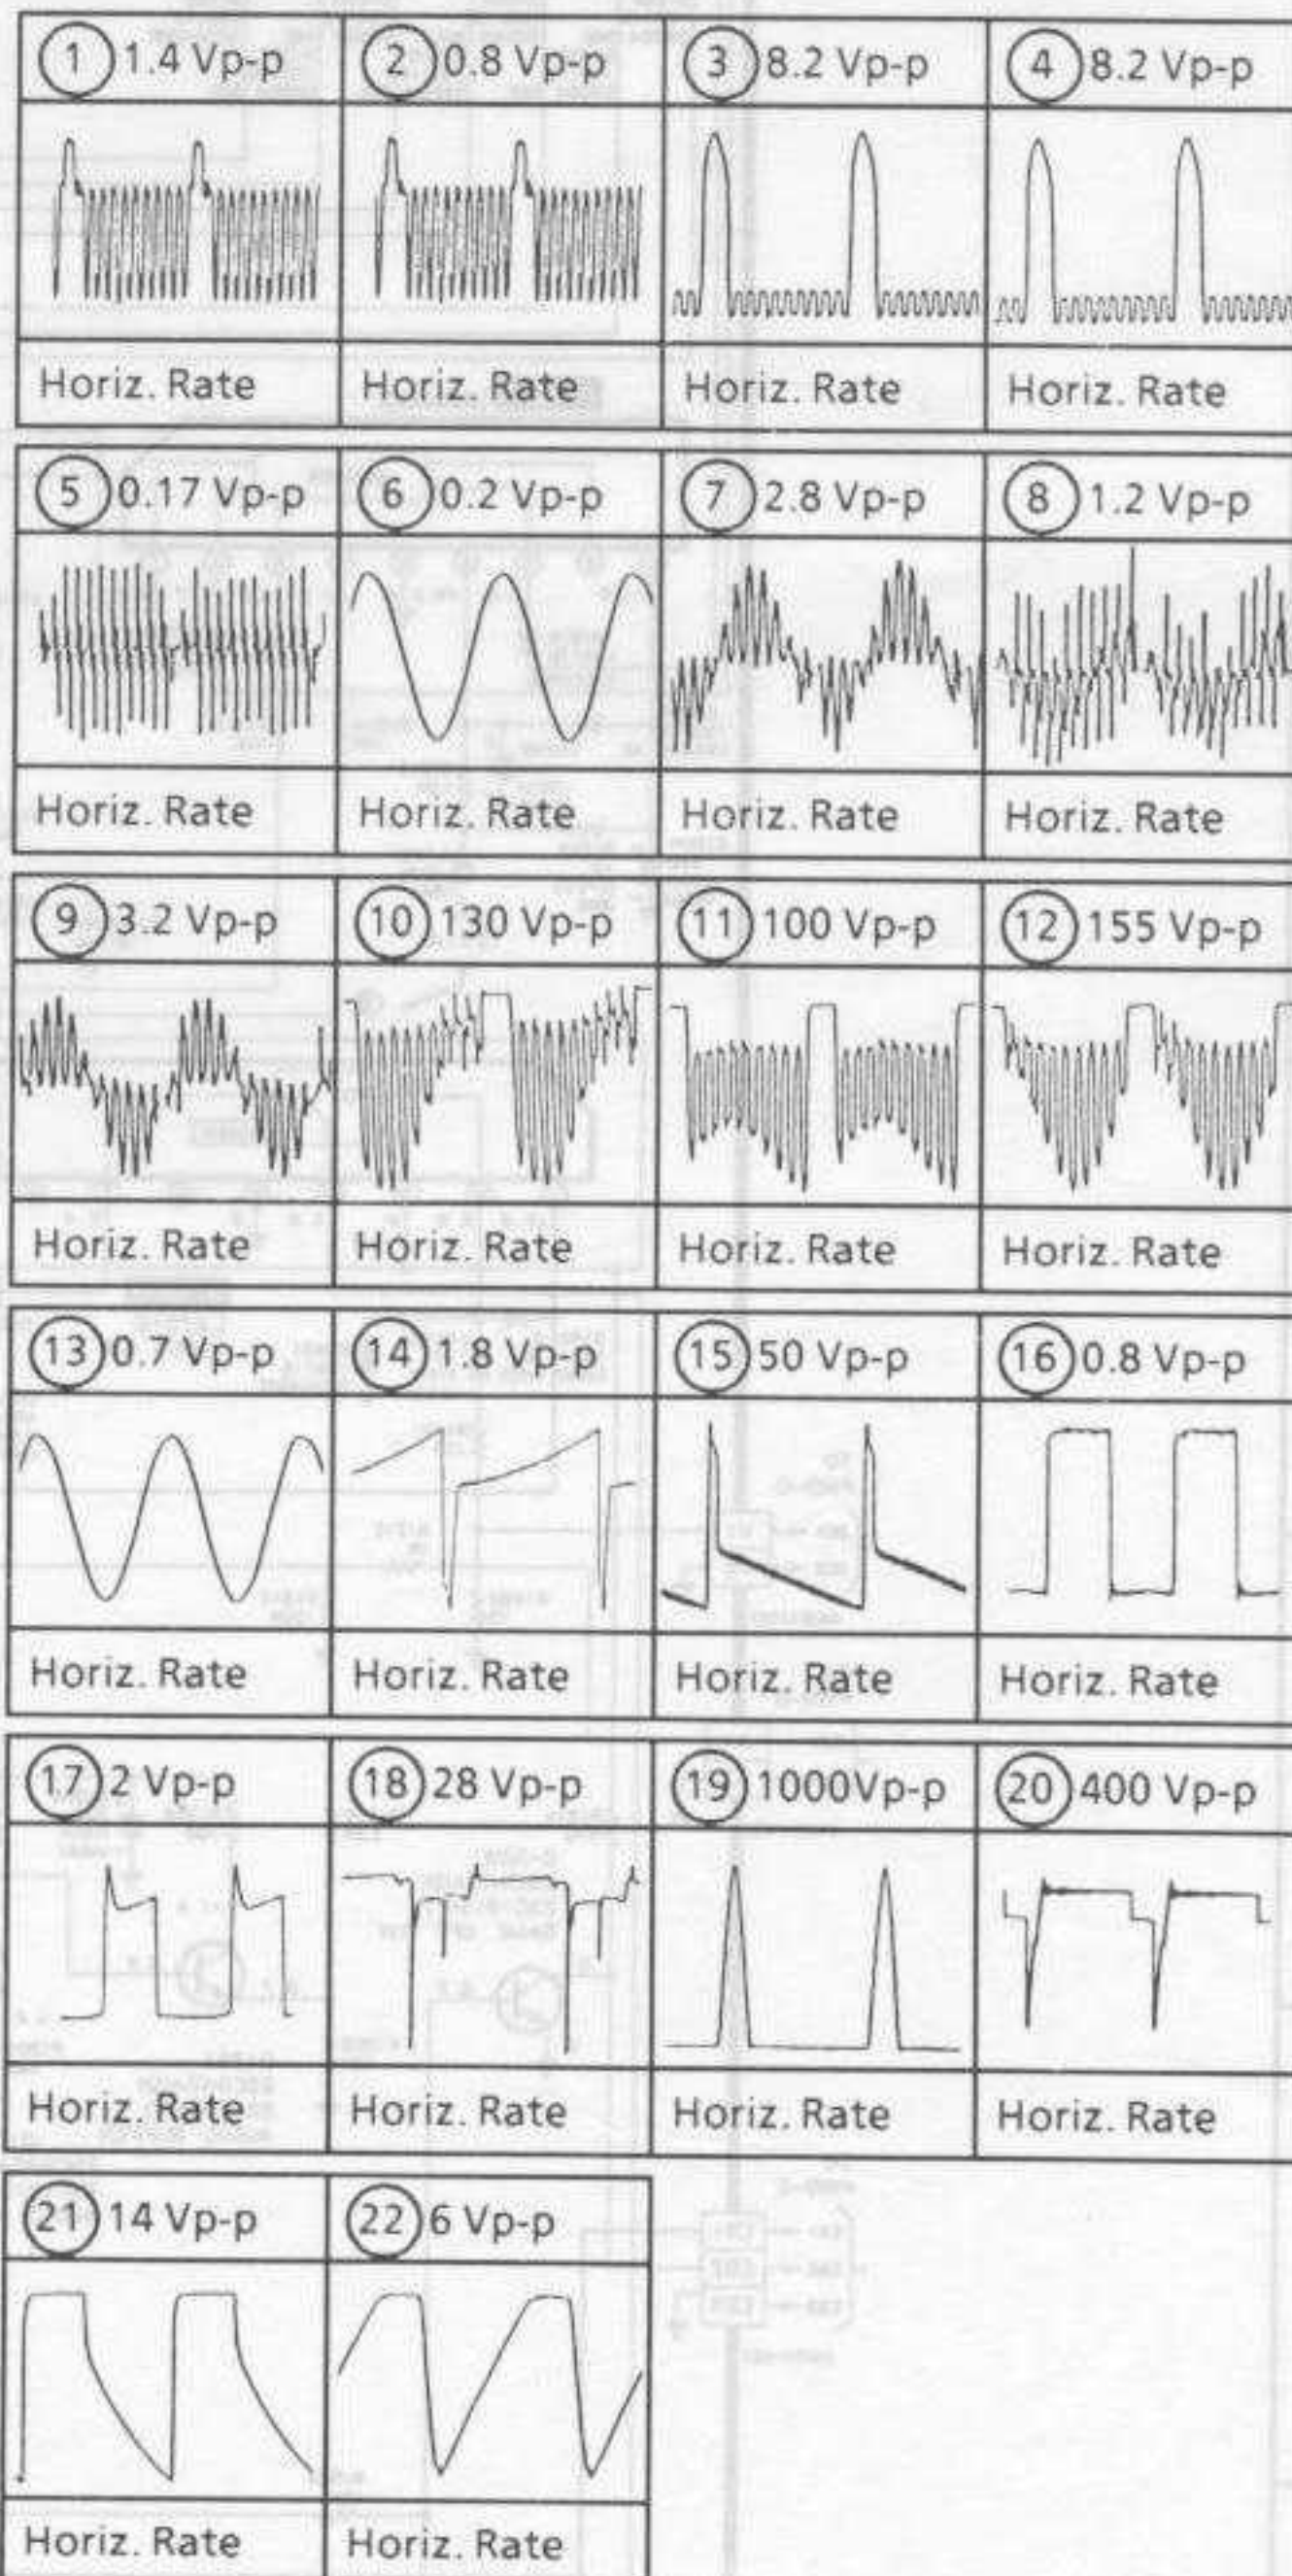 1 1.4 Vp-p 2 0.8 Vp-p 3 8.2 Vp-p 4 8.2 Vp-p
Horiz. Rate Horiz. Rate Horiz. Rate Horiz. Rate
5 0.17 Vp-p 6 0.2 Vp-p 7 2.8 Vp-p 8 1.2 Vp-p
Horiz. Rate Horiz. Rate Horiz. Rate Horiz. Rate
9 3.2 Vp-p 10 130 Vp-p 11 100 Vp-p 12 155 Vp-p
Horiz. Rate Horiz. Rate Horiz. Rate Horiz. Rate
13 0.7 Vp-p 14 1.8 Vp-p 15 50 Vp-p 16 0.8 Vp-p
Horiz. Rate Horiz. Rate Horiz. Rate Horiz. Rate
17 2 Vp-p 18 28 Vp-p 19 1000Vp-p 20 400 Vp-p
Horiz. Rate Horiz. Rate Horiz. Rate Horiz. Rate
21 14 Vp-p 22 6 Vp-p
Horiz. Rate Horiz. Rate